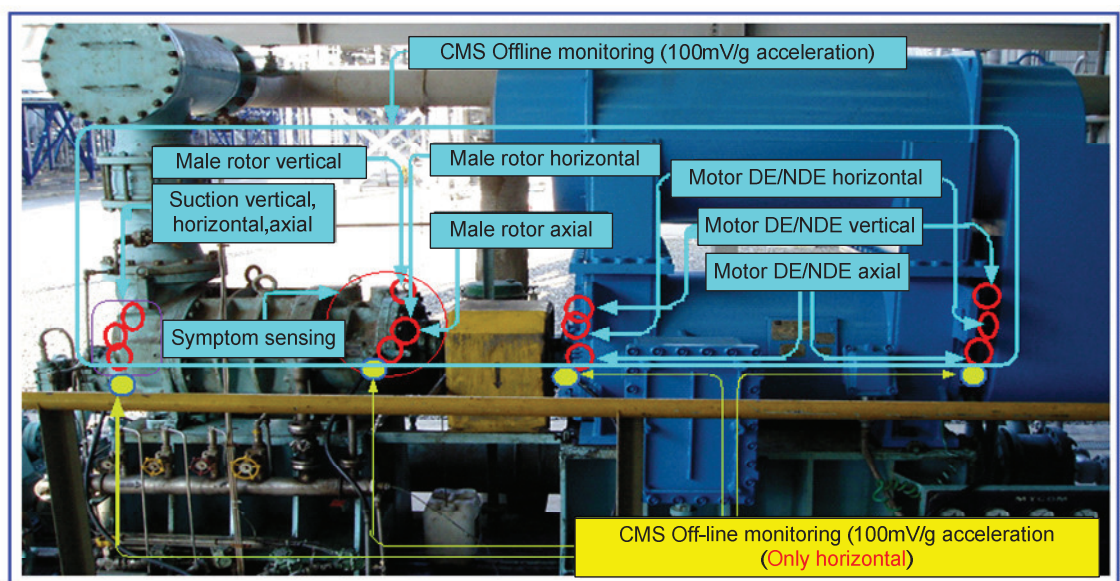 CMS Offline monitoring (100mV/g acceleration)
Male rotor vertical
Male rotor horizontal
Motor DE/NDE horizontal
Suction vertical,
horizontal,axial
Male rotor axial
Motor DE/NDE vertical
Motor DE/NDE axial
Symptom sensing
MYCOM
CMS Off-line monitoring (100mV/g acceleration
(Only horizontal)